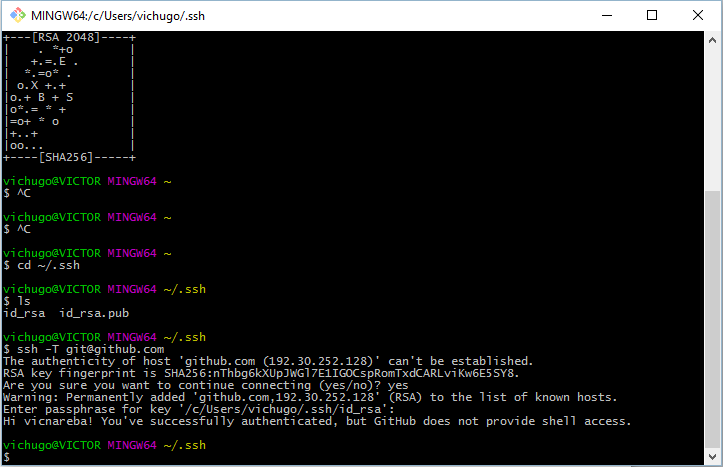 MINGW64:/c/Users/vichugo/.ssh
+---[RSA 2048]----+
|    . *+o        |
|   +.=.E .       |
|  *.=o* .        |
| o.X +.+         |
|o.+ B + S        |
|o*.= * +         |
|=o+ * o          |
|+..+             |
|oo...            |
+----[SHA256]-----+
vichugo@VICTOR MINGW64 ~
$ ^C
vichugo@VICTOR MINGW64 ~
$ ^C
vichugo@VICTOR MINGW64 ~
$ cd ~/.ssh
vichugo@VICTOR MINGW64 ~/.ssh
$ ls
id_rsa  id_rsa.pub
vichugo@VICTOR MINGW64 ~/.ssh
$ ssh -T git@github.com
The authenticity of host 'github.com (192.30.252.128)' can't be established.
RSA key fingerprint is SHA256:nThbg6kXUpJWGl7E1IGOCspRomTxdCARLviKw6E5SY8.
Are you sure you want to continue connecting (yes/no)? yes
Warning: Permanently added 'github.com,192.30.252.128' (RSA) to the list of known hosts.
Enter passphrase for key '/c/Users/vichugo/.ssh/id_rsa':
Hi vicnareba! You've successfully authenticated, but GitHub does not provide shell access.
vichugo@VICTOR MINGW64 ~/.ssh
$